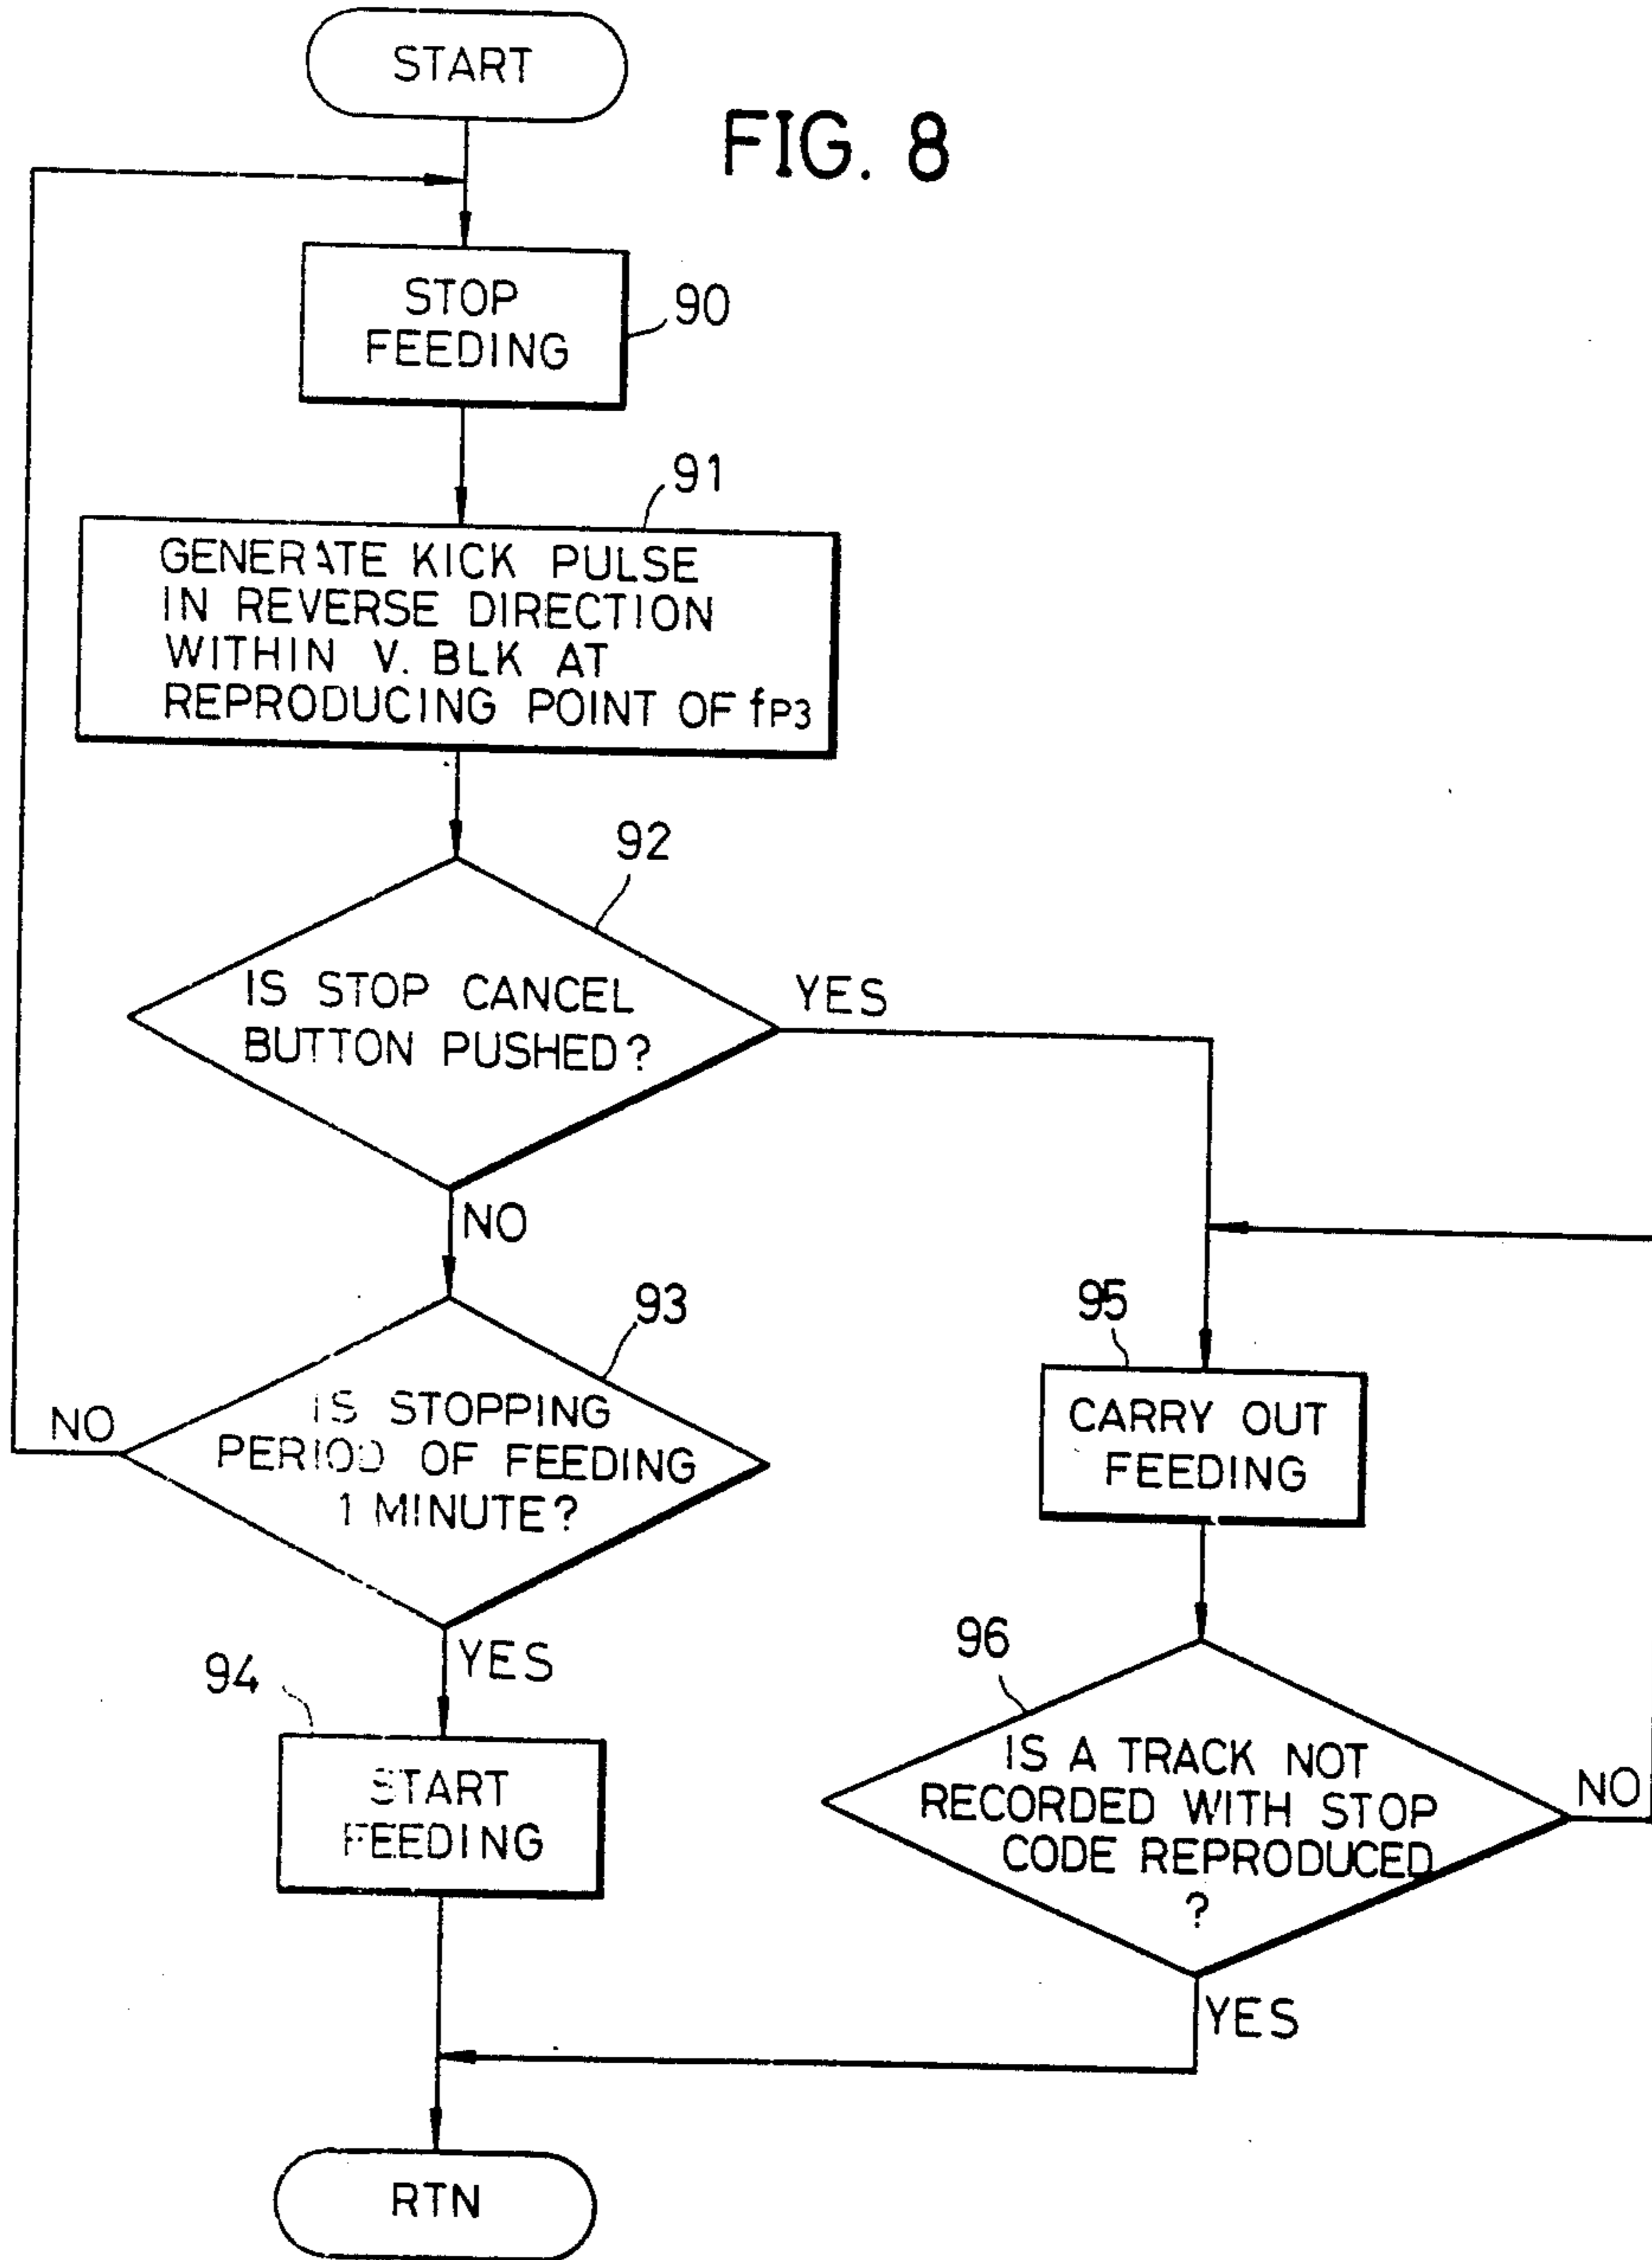 START
FIG. 8
STOP
FEEDING
90
91
GENERATE KICK PULSE
IN REVERSE DIRECTION
WITHIN V. BLK AT
REPRODUCING POINT OF fP3
92
IS STOP CANCEL
BUTTON PUSHED?
YES
NO
93
IS STOPPING
PERIOD OF FEEDING
1 MINUTE?
NO
YES
94
START
FEEDING
95
CARRY OUT
FEEDING
96
IS A TRACK NOT
RECORDED WITH STOP
CODE REPRODUCED
?
NO
YES
RTN